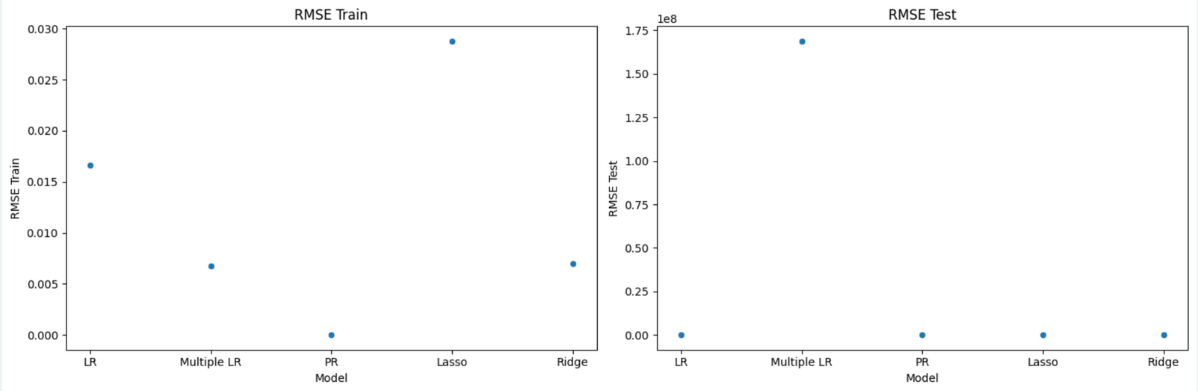 RMSE Train
0.030
0.025
0.020
0.015
0.010
0.005
0.000
RMSE Train
LR Multiple LR PR Lasso Ridge
Model
RMSE Test
1e8
1.75
1.50
1.25
1.00
0.75
0.50
0.25
0.00
RMSE Test
LR Multiple LR PR Lasso Ridge
Model